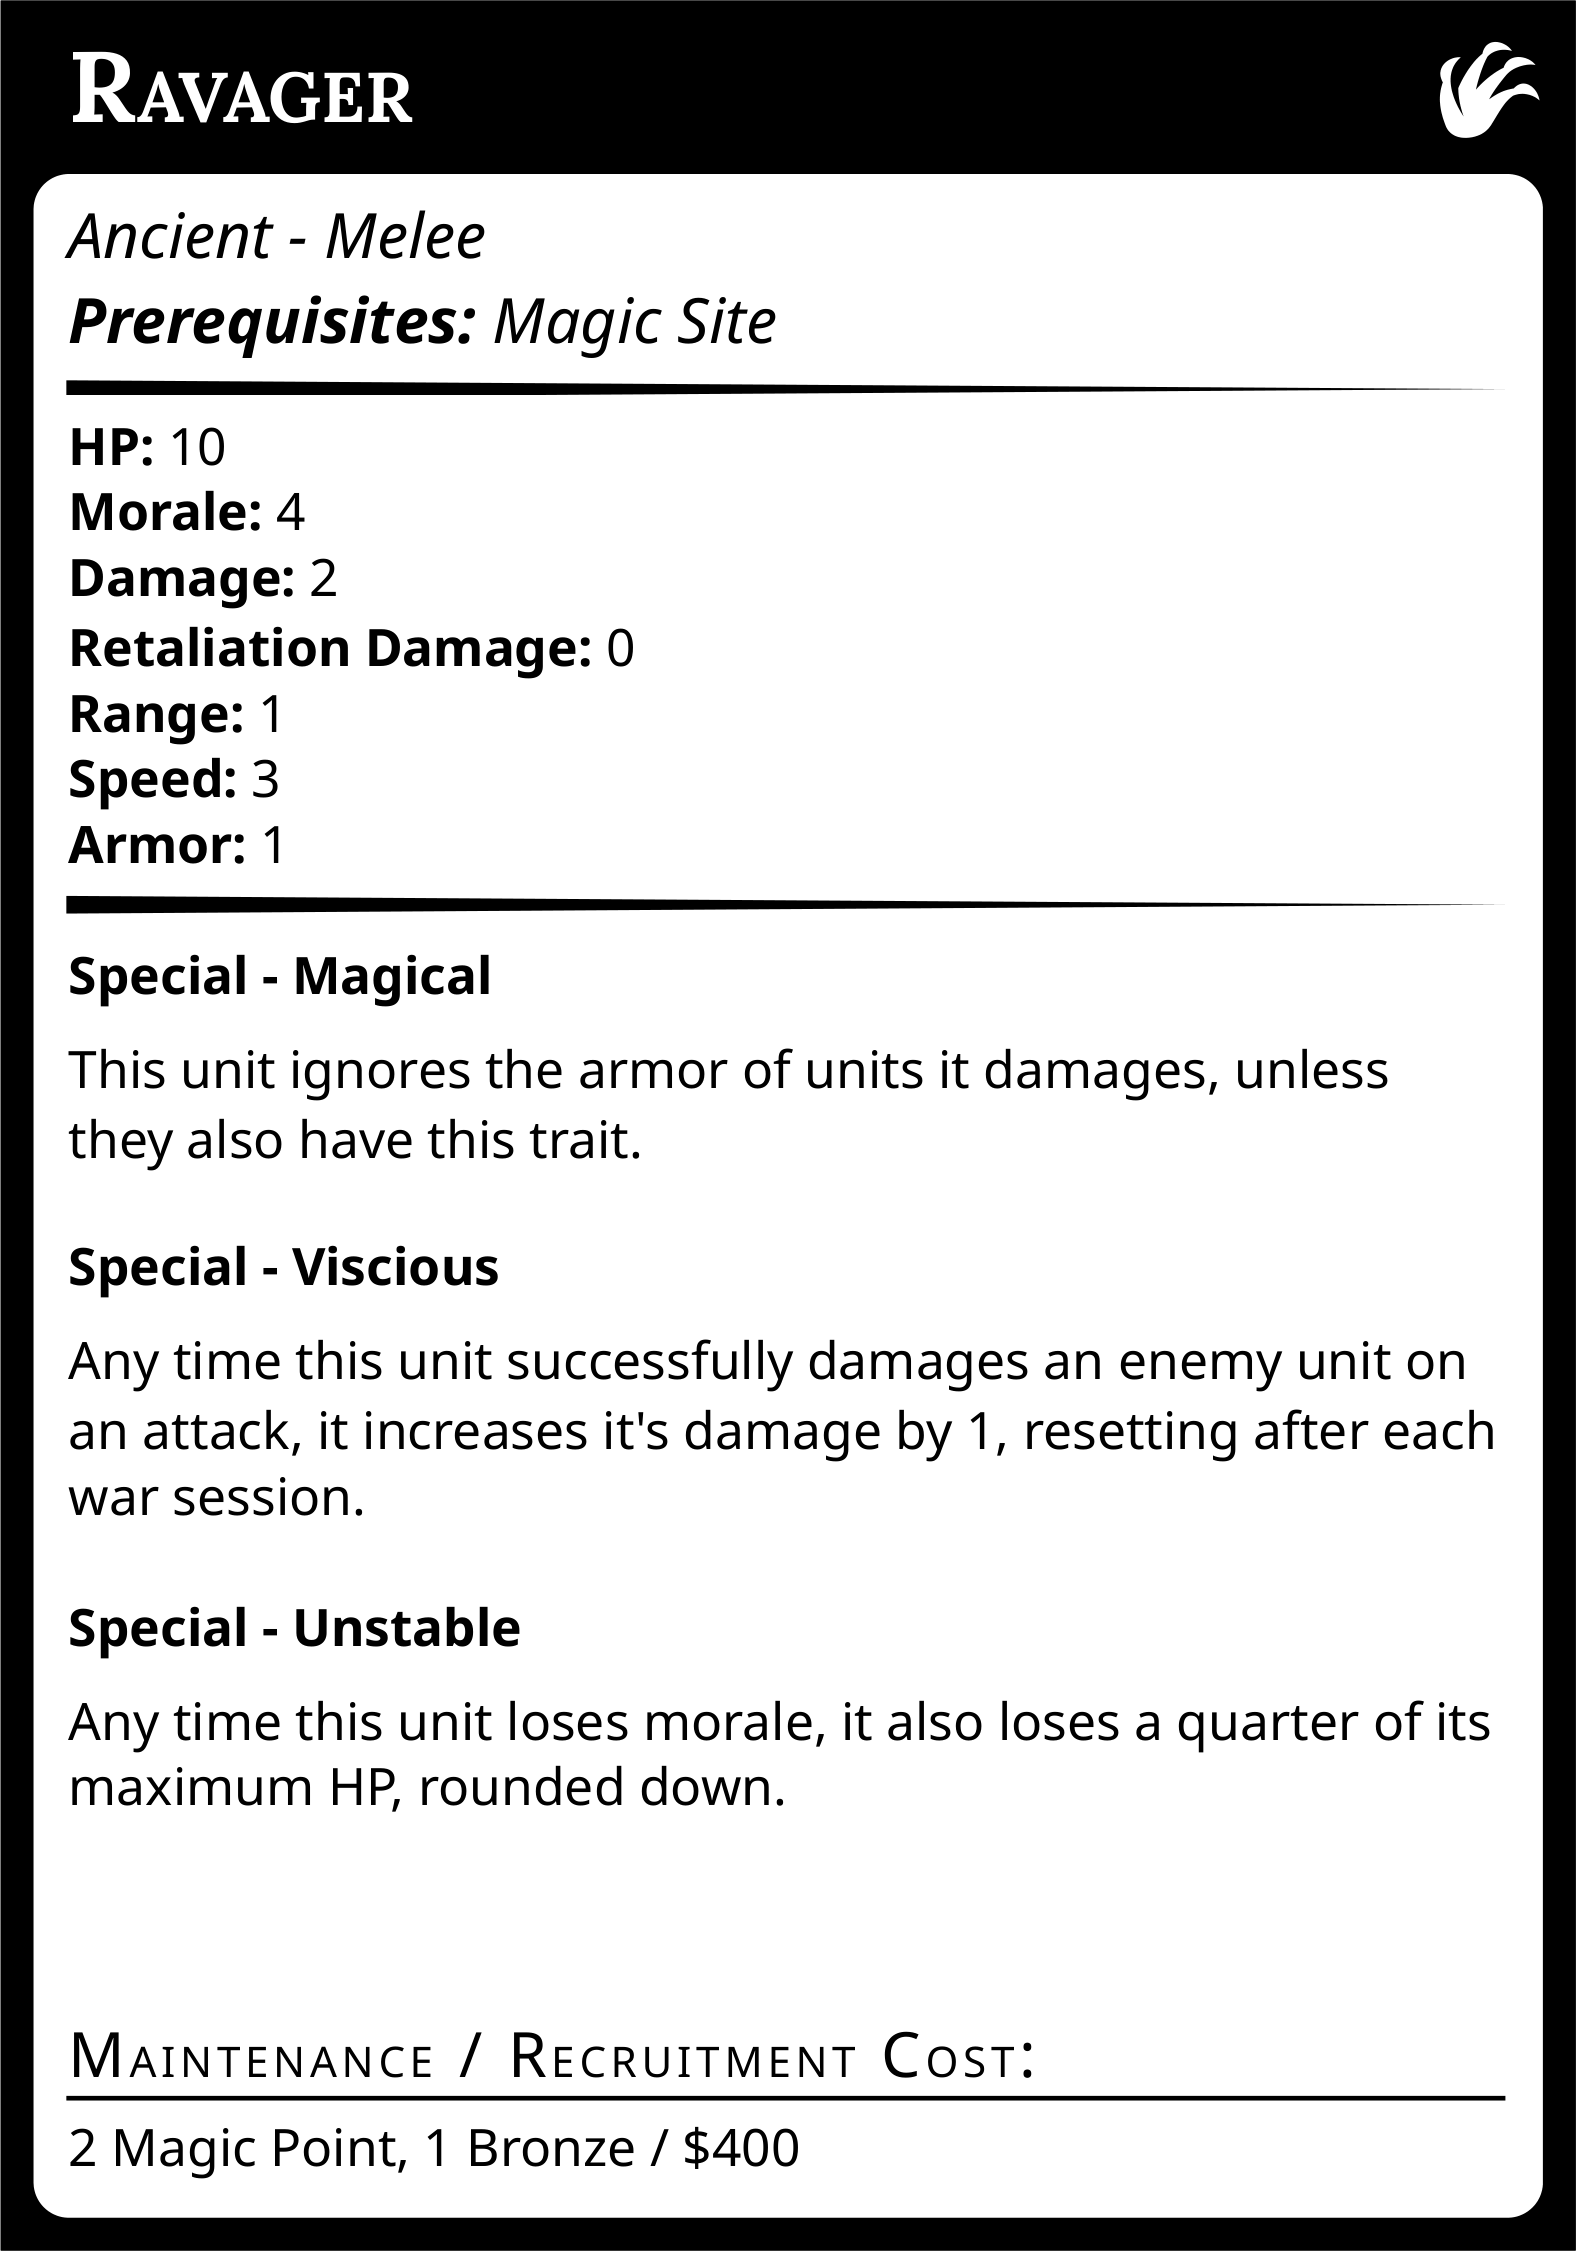 Ravager
Ancient - Melee
Prerequisites: Magic Site
HP: 10
Morale: 4
Damage: 2
Retaliation Damage: 0
Range: 1
Speed: 3
Armor: 1
Special - Magical
This unit ignores the armor of units it damages, unless
they also have this trait.
Special - Viscious
Any time this unit successfully damages an enemy unit on
an attack, it increases it's damage by 1, resetting after each
war session.
Special - Unstable
Any time this unit loses morale, it also loses a quarter of its
maximum HP, rounded down.
Maintenance / Recruitment Cost:
2 Magic Point, 1 Bronze / $400